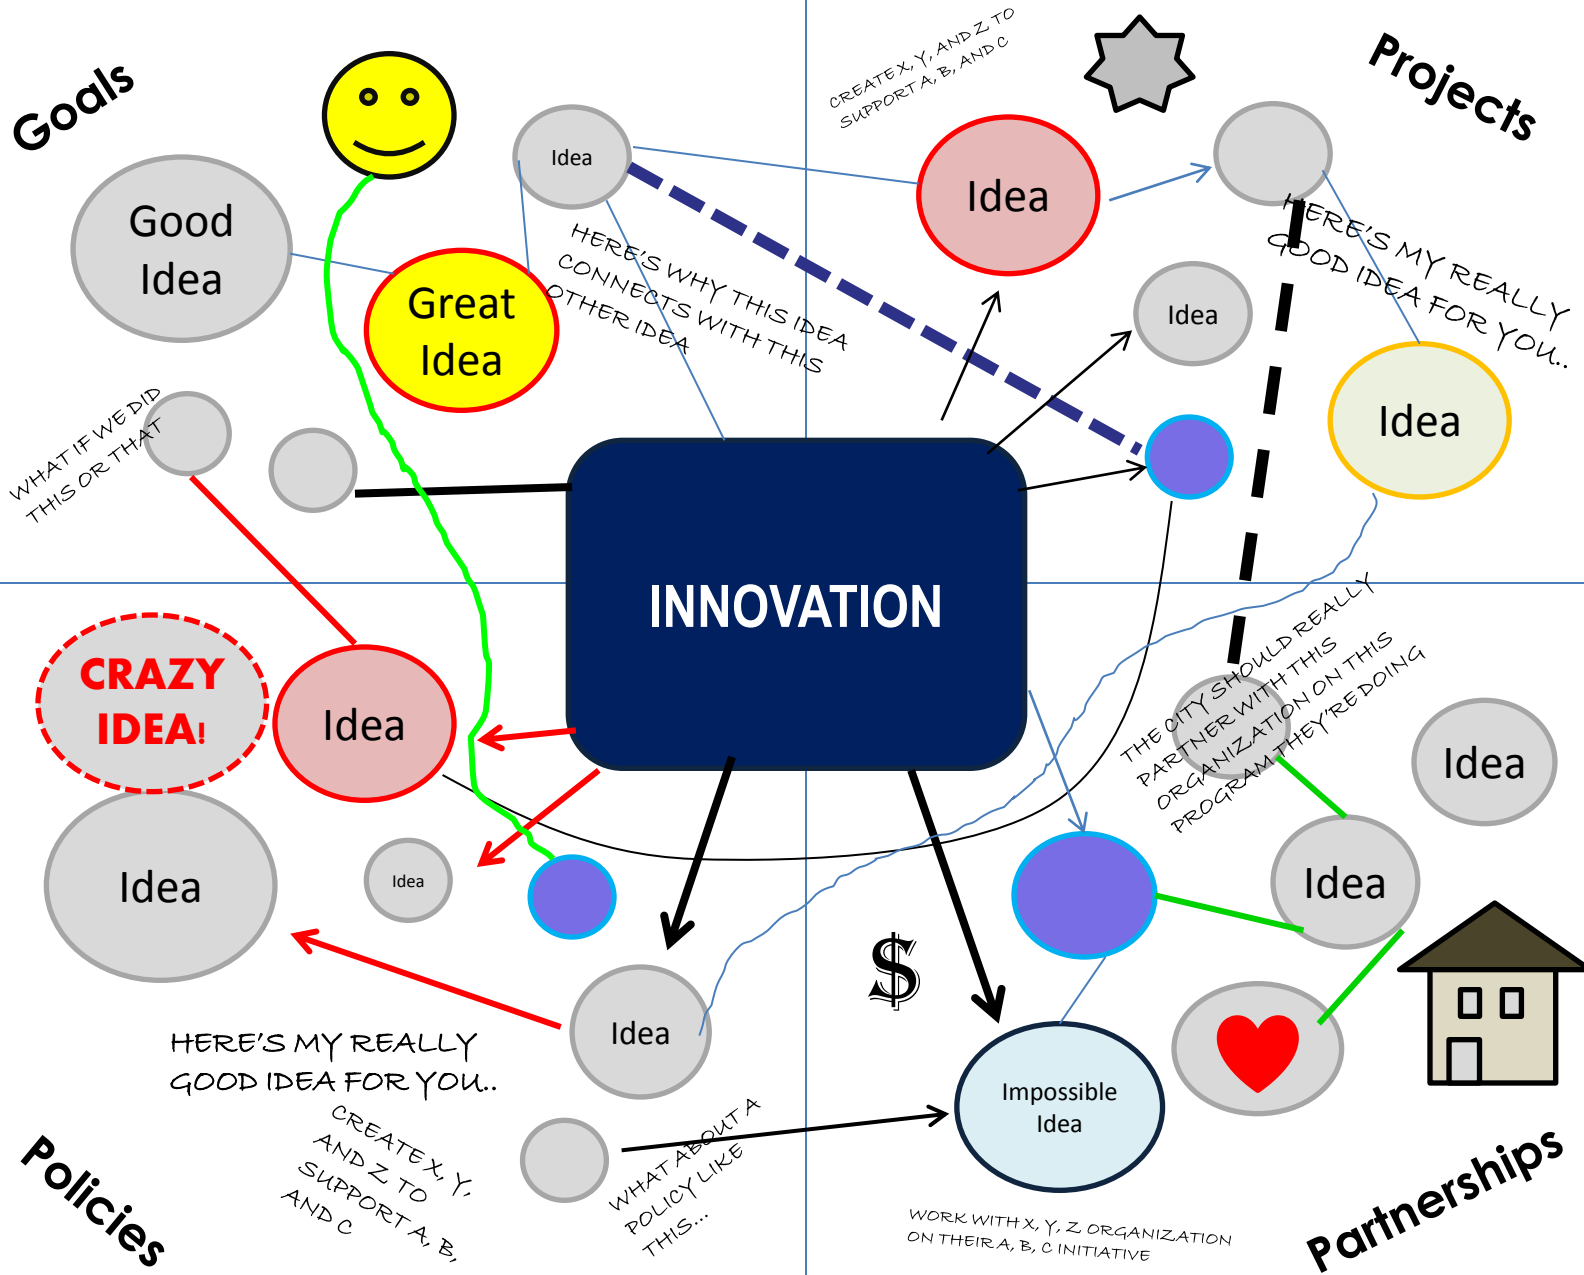 Goals
Good
Idea
Great
Idea
Idea
HERE'S WHY THIS IDEA
CONNECTS WITH THIS
OTHER IDEA
WHAT IF WE DID
THIS OR THAT
CREATE X, Y, AND Z TO
SUPPORT A, B, AND C
Projects
Idea
Idea
HERE'S MY REALLY
GOOD IDEA FOR YOU..
Idea
INNOVATION
CRAZY
IDEA!
Idea
Idea
Idea
Idea
HERE'S MY REALLY
GOOD IDEA FOR YOU..
CREATE X, Y,
AND Z TO
SUPPORT A, B,
AND C
WHAT ABOUT A
POLICY LIKE
THIS...
Policies
THE CITY SHOULD REALLY
PARTNER WITH THIS
ORGANIZATION ON THIS
PROGRAM THEY'RE DOING
Idea
Idea
$
Impossible
Idea
WORK WITH X, Y, Z ORGANIZATION
ON THEIR A, B, C INITIATIVE
Partnerships